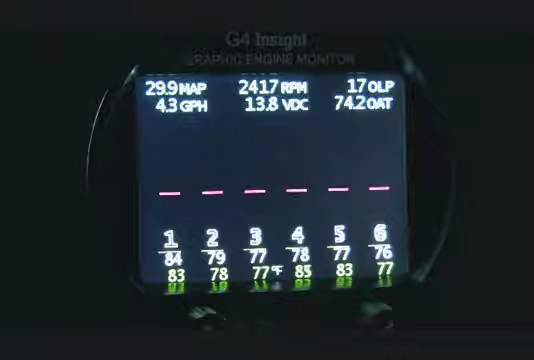 G4 Insight
GRAPHIC ENGINE MONITOR
29.9 MAP 2417 RPM 17 OLP
4.3 GPH 13.8 VDC 74.2 OAT
1 2 3 4 5 6
84 79 77 78 77 76
83 78 77 °F 85 83 77